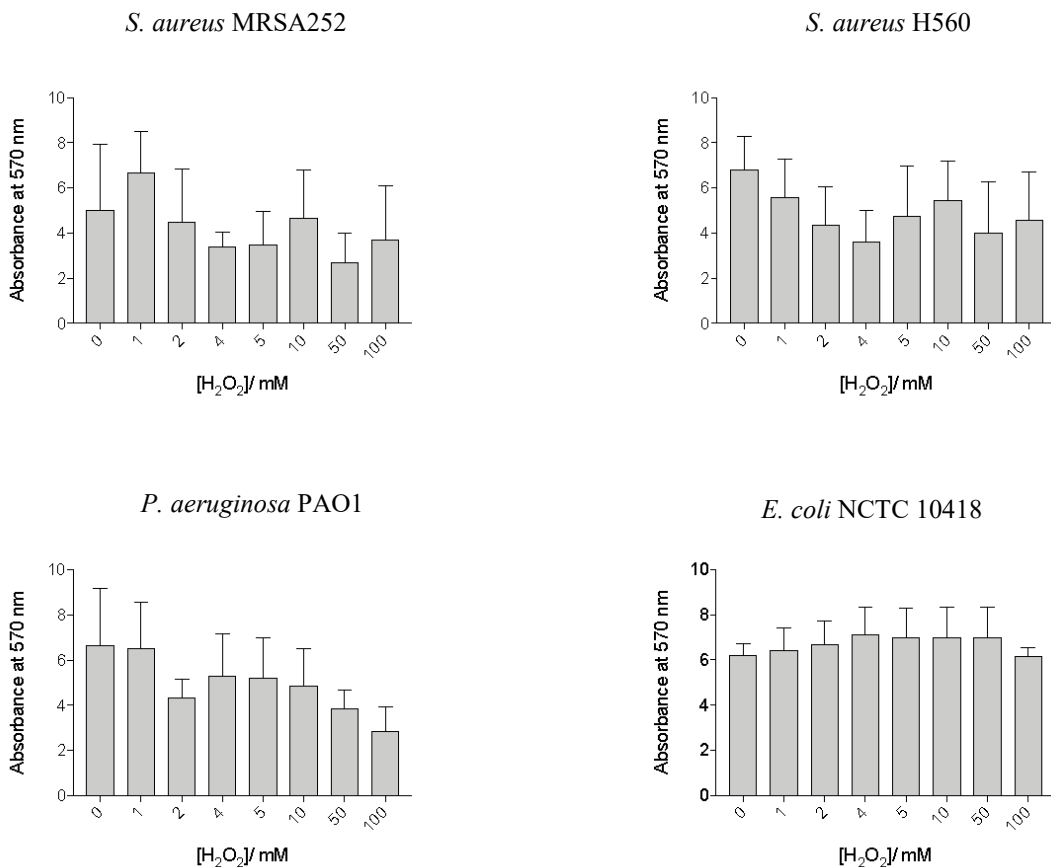 S. aureus MRSA252
S. aureus H560
Absorbance at 570 nm
10
8
6
4
2
0
0 1 2 4 5 10 50 100
[H₂O₂]/ mM
Absorbance at 570 nm
10
8
6
4
2
0
0 1 2 4 5 10 50 100
[H₂O₂]/ mM
P. aeruginosa PAO1
E. coli NCTC 10418
Absorbance at 570 nm
10
8
6
4
2
0
0 1 2 4 5 10 50 100
[H₂O₂]/ mM
Absorbance at 570 nm
10
8
6
4
2
0
0 1 2 4 5 10 50 100
[H₂O₂]/ mM